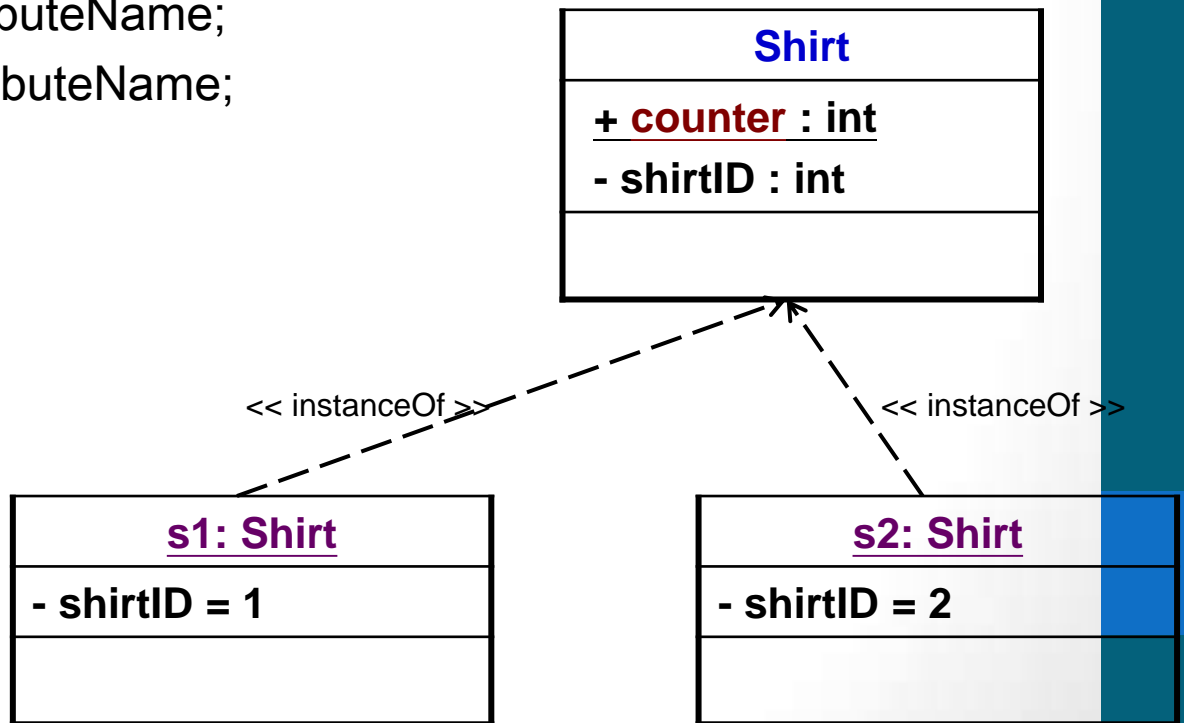 buteName;
Shirt
buteName;
+ counter : int
- shirtID : int
<< instanceOf >>
<< instanceOf >>
s1: Shirt
s2: Shirt
- shirtID = 1
- shirtID = 2